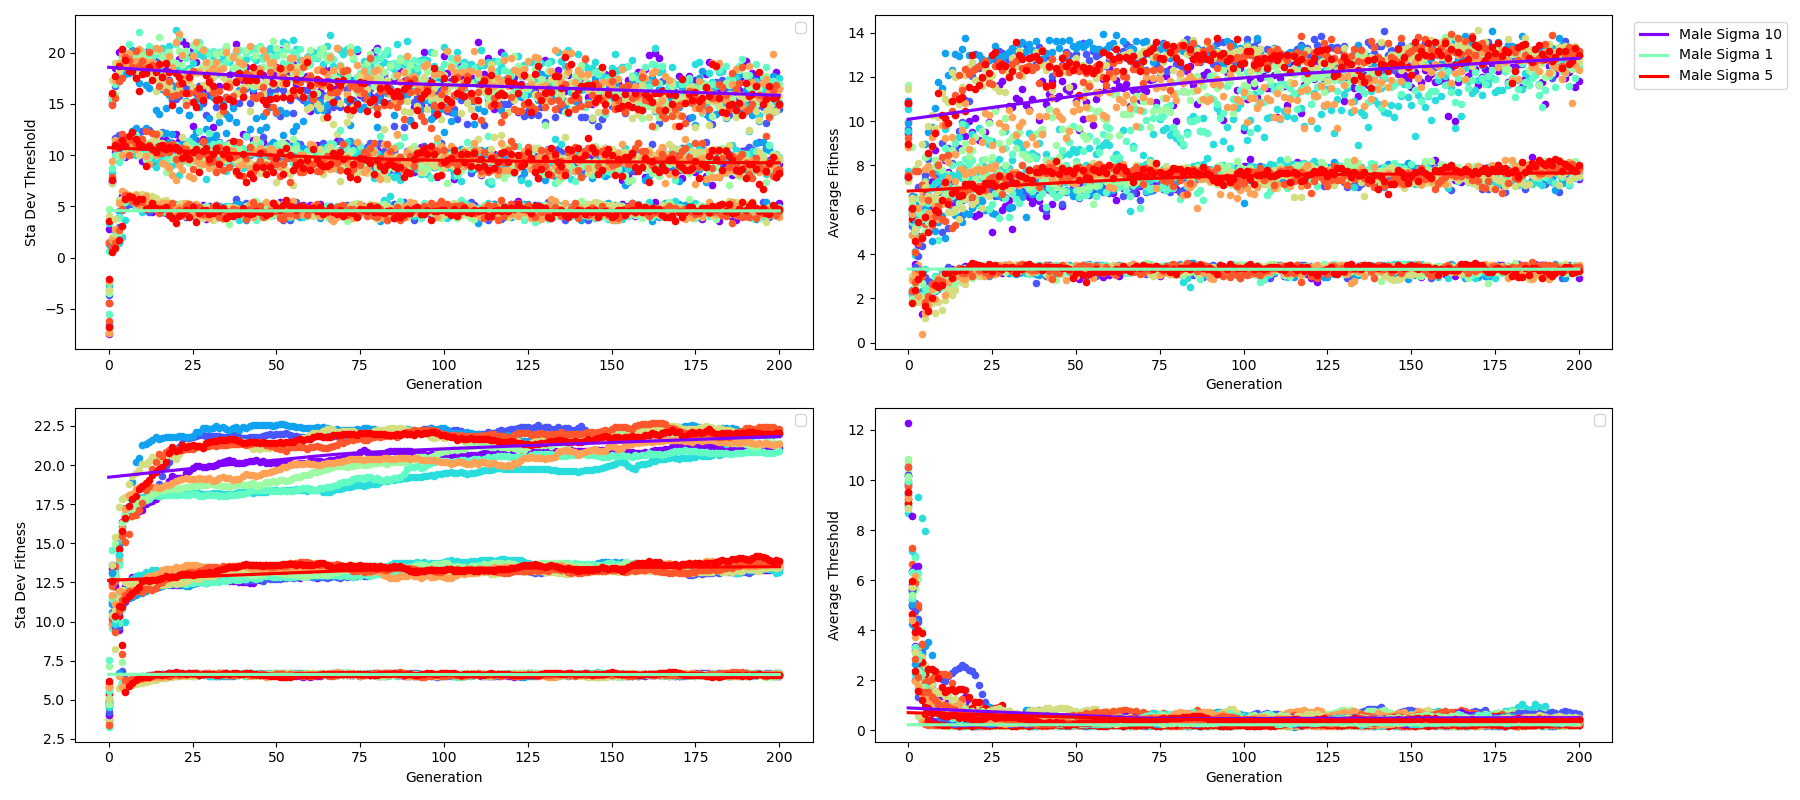 Sta Dev Threshold
20
15
10
5
0
−5
0 25 50 75 100 125 150 175 200
Generation
Average Fitness
14
12
10
8
6
4
2
0
0 25 50 75 100 125 150 175 200
Generation
Male Sigma 10
Male Sigma 1
Male Sigma 5
Sta Dev Fitness
22.5
20.0
17.5
15.0
12.5
10.0
7.5
5.0
2.5
0 25 50 75 100 125 150 175 200
Generation
Average Threshold
12
10
8
6
4
2
0
0 25 50 75 100 125 150 175 200
Generation